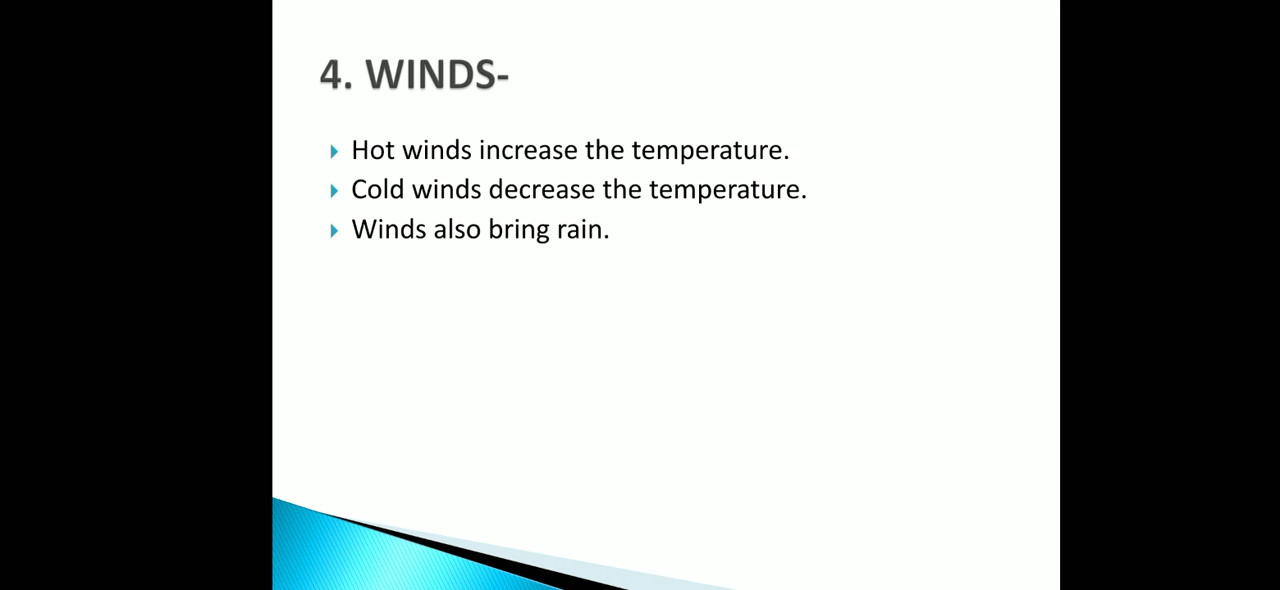 4. WINDS-
Hot winds increase the temperature.
Cold winds decrease the temperature.
Winds also bring rain.